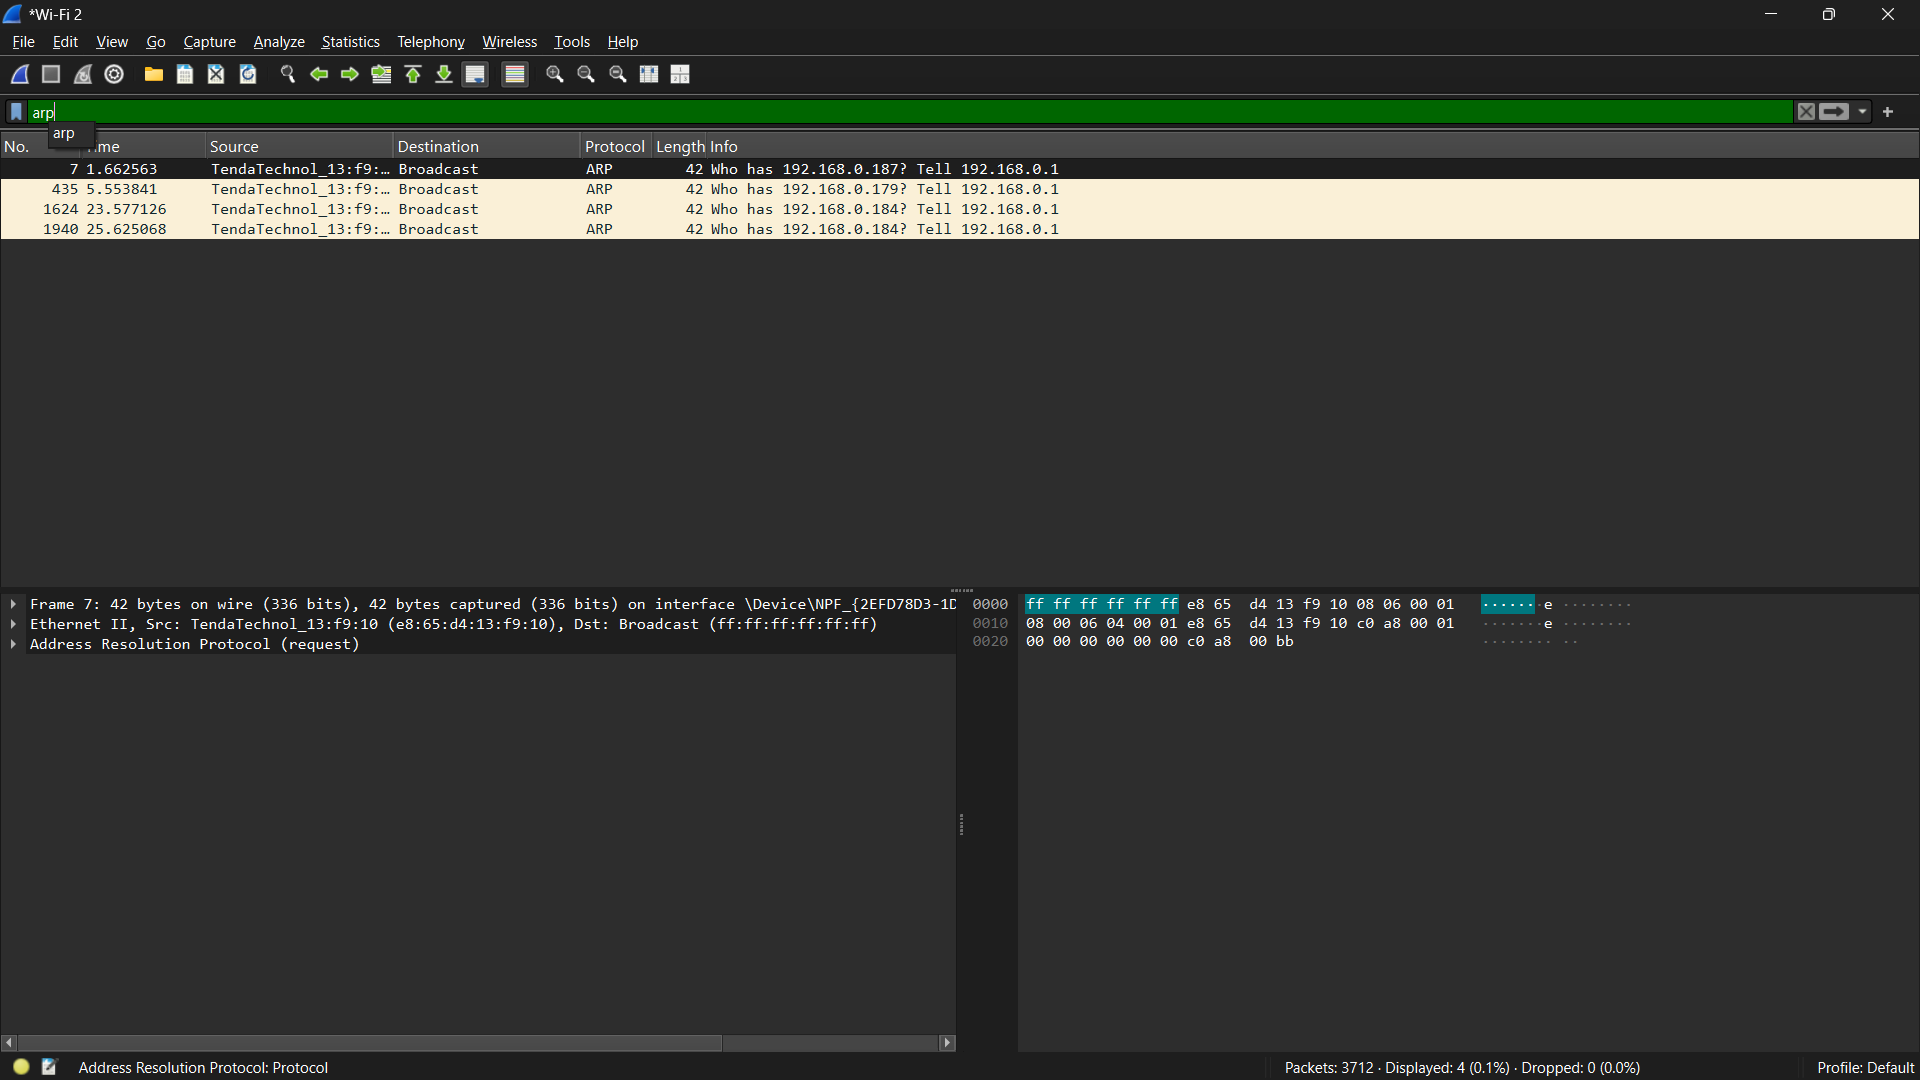 *Wi-Fi 2
File Edit View Go Capture Analyze Statistics Telephony Wireless Tools Help
arp
arp
No. Time Source Destination Protocol Length Info
7 1.662563 TendaTechnol_13:f9:… Broadcast ARP 42 Who has 192.168.0.187? Tell 192.168.0.1
435 5.553841 TendaTechnol_13:f9:… Broadcast ARP 42 Who has 192.168.0.179? Tell 192.168.0.1
1624 23.577126 TendaTechnol_13:f9:… Broadcast ARP 42 Who has 192.168.0.184? Tell 192.168.0.1
1940 25.625068 TendaTechnol_13:f9:… Broadcast ARP 42 Who has 192.168.0.184? Tell 192.168.0.1
Frame 7: 42 bytes on wire (336 bits), 42 bytes captured (336 bits) on interface \Device\NPF_{2EFD78D3-1D
Ethernet II, Src: TendaTechnol_13:f9:10 (e8:65:d4:13:f9:10), Dst: Broadcast (ff:ff:ff:ff:ff:ff)
Address Resolution Protocol (request)
0000 ff ff ff ff ff ff e8 65 d4 13 f9 10 08 06 00 01 ·······e ········
0010 08 00 06 04 00 01 e8 65 d4 13 f9 10 c0 a8 00 01 ·······e ········
0020 00 00 00 00 00 00 c0 a8 00 bb ········ ··
Address Resolution Protocol: Protocol
Packets: 3712 · Displayed: 4 (0.1%) · Dropped: 0 (0.0%)
Profile: Default